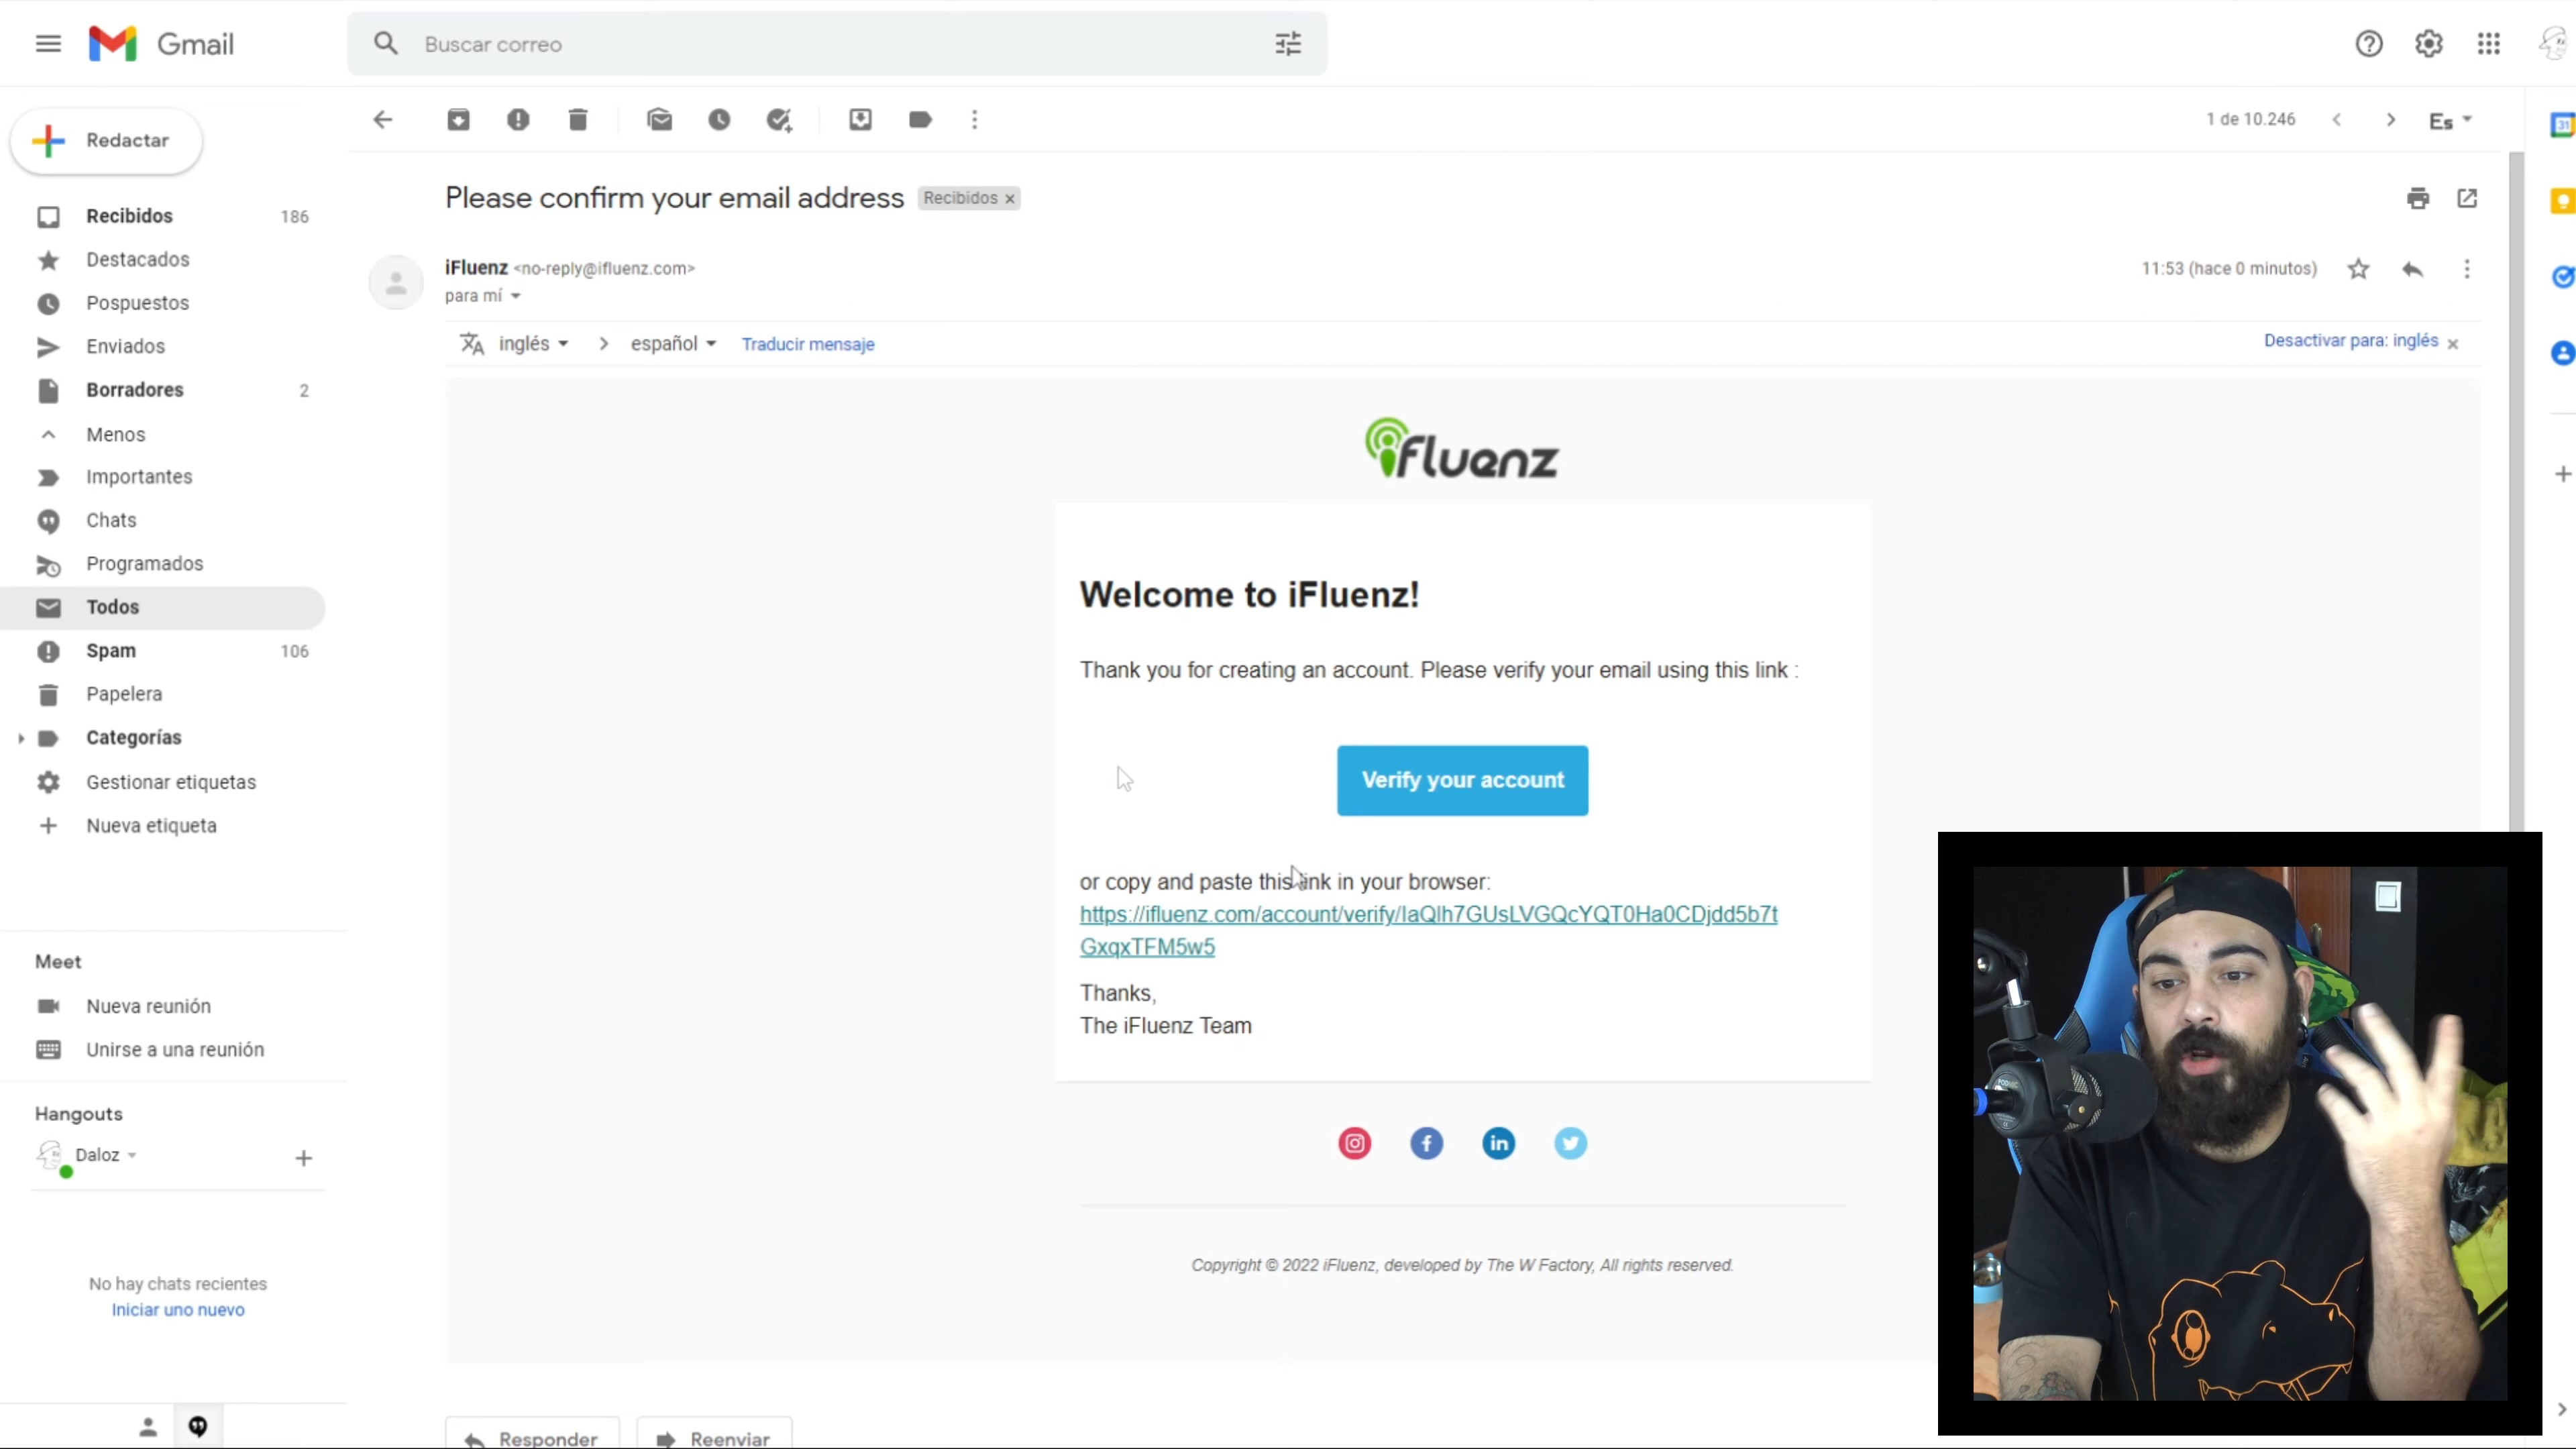 Gmail
Buscar correo
Redactar
1 de 10.246
Es
Recibidos 186
Destacados
Pospuestos
Enviados
Borradores 2
Menos
Importantes
Chats
Programados
Todos
Spam 106
Papelera
Categorías
Gestionar etiquetas
Nueva etiqueta
Meet
Nueva reunión
Unirse a una reunión
Hangouts
Daloz
No hay chats recientes
Iniciar uno nuevo
Please confirm your email address Recibidos x
iFluenz <no-reply@ifluenz.com> 11:53 (hace 0 minutos)
para mí
inglés > español Traducir mensaje Desactivar para: inglés x
iFluenz
Welcome to iFluenz!
Thank you for creating an account. Please verify your email using this link :
Verify your account
or copy and paste this link in your browser:
https://ifluenz.com/account/verify/IaQlh7GUsLVGQcYQT0Ha0CDjdd5b7t
GxqxTFM5w5
Thanks,
The iFluenz Team
Copyright © 2022 iFluenz, developed by The W Factory, All rights reserved.
Responder Reenviar
31